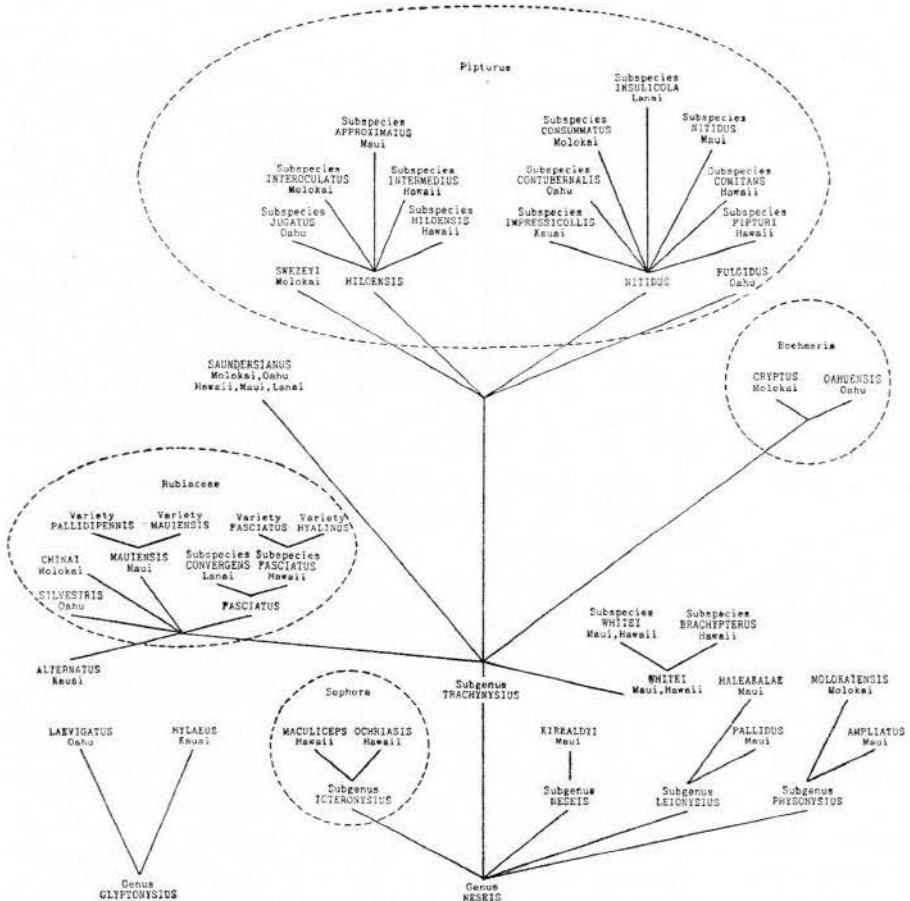 Pipturus
Subspecies
INSULICOLA
Lanai
Subspecies
APPROXIMATUS
Maui
Subspecies
CONSUMMATUS
Molokai
Subspecies
NITIDUS
Maui
Subspecies
INTEROCULATUS
Molokai
Subspecies
INTERMEDIUS
Hawaii
Subspecies
CONTUBERNALIS
Oahu
Subspecies
COMITANS
Hawaii
Subspecies
JUGATUS
Oahu
Subspecies
HILOENSIS
Hawaii
Subspecies
IMPRESSICOLLIS
Kauai
Subspecies
PIPTURI
Hawaii
SWEZEYI
Molokai
HILOENSIS
NITIDUS
FULGIDUS
Oahu
SAUNDERSIANUS
Molokai, Oahu
Hawaii, Maui, Lanai
Boehmeria
CRYPTUS
Molokai
OAHUENSIS
Oahu
Rubiaceae
Variety
PALLIDIPENNIS
Variety
MAUIENSIS
Variety
FASCIATUS
Variety
HYALINUS
CHINAI
Molokai
MAUIENSIS
Maui
Subspecies
CONVERGENS
Lanai
Subspecies
FASCIATUS
Hawaii
SILVESTRIS
Oahu
FASCIATUS
ALTERNATUS
Kauai
Subspecies
WHITEI
Maui, Hawaii
Subspecies
BRACHYPTERUS
Hawaii
Subgenus
TRACHYNYSIUS
WHITEI
Maui, Hawaii
HALEAKALAE
Maui
MOLOKAIENSIS
Molokai
Sophora
LAEVIGATUS
Oahu
HYLAEUS
Kauai
MACULICEPS
Hawaii
OCHRIASIS
Hawaii
KIRKALDYI
Maui
PALLIDUS
Maui
AMPLIATUS
Maui
Subgenus
ICTERONYSIUS
Subgenus
NESEIS
Subgenus
LEIONYSIUS
Subgenus
PHYSONYSIUS
Genus
GLYPTONYSIUS
Genus
NESEIS